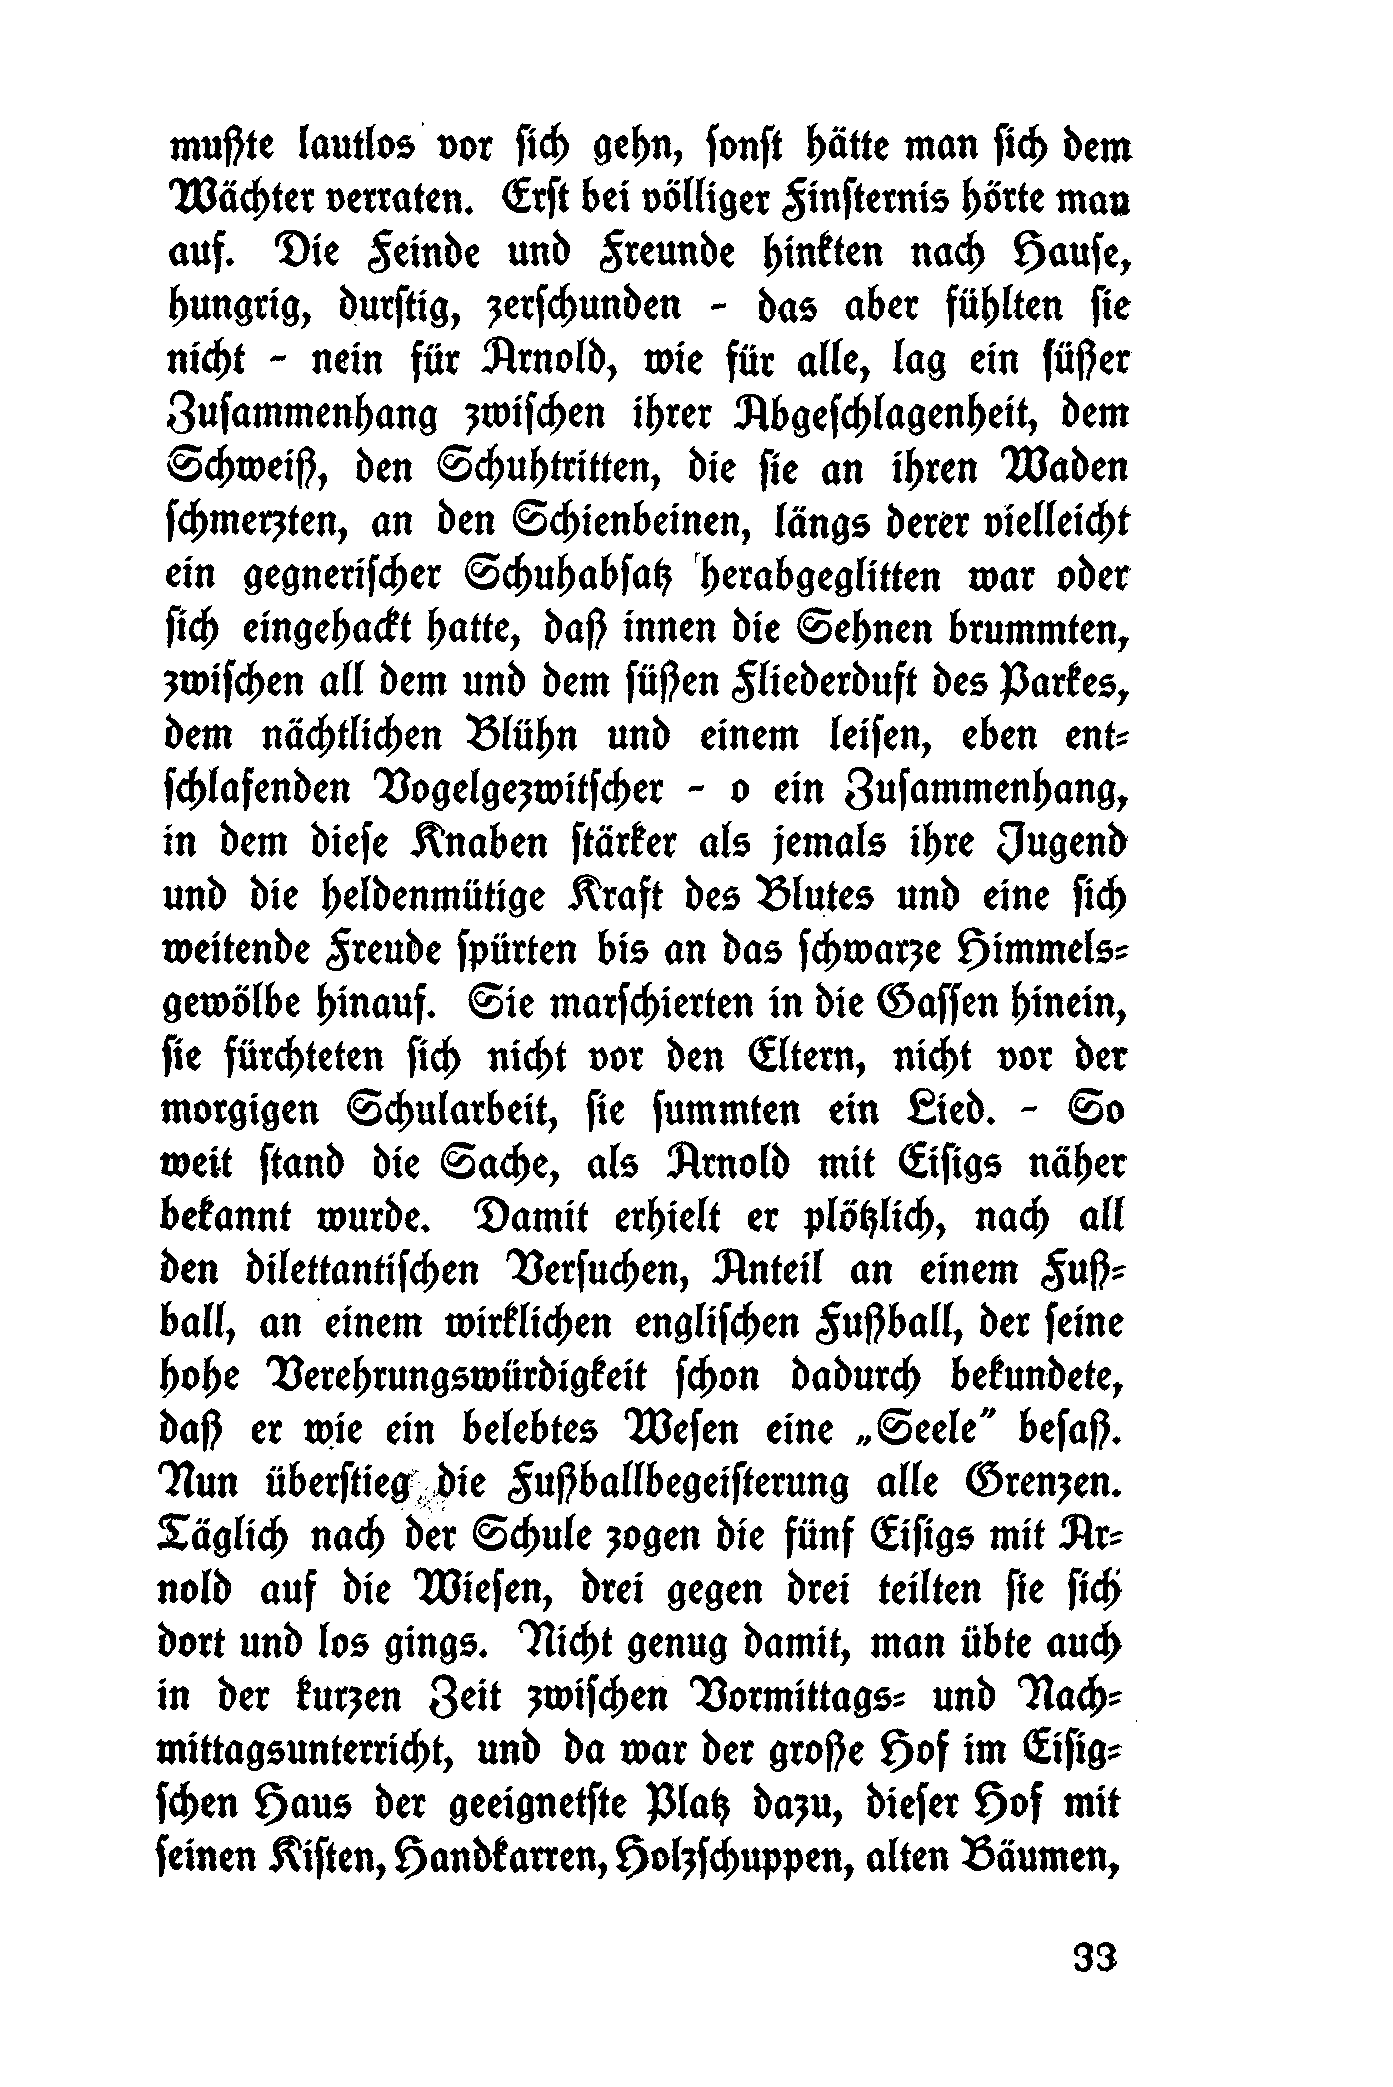 mußte lautlos vor sich gehn, sonst hätte man sich dem
Wächter verraten. Erst bei völliger Finsternis hörte man
auf. Die Feinde und Freunde hinkten nach Hause,
hungrig, durstig, zerschunden - das aber fühlten sie
nicht - nein für Arnold, wie für alle, lag ein süßer
Zusammenhang zwischen ihrer Abgeschlagenheit, dem
Schweiß, den Schuhtritten, die sie an ihren Waden
schmerzten, an den Schienbeinen, längs derer vielleicht
ein gegnerischer Schuhabsatz herabgeglitten war oder
sich eingehackt hatte, daß innen die Sehnen brummten,
zwischen all dem und dem süßen Fliederduft des Parkes,
dem nächtlichen Blühn und einem leisen, eben ent-
schlafenden Vogelgezwitscher - o ein Zusammenhang,
in dem diese Knaben stärker als jemals ihre Jugend
und die heldenmütige Kraft des Blutes und eine sich
weitende Freude spürten bis an das schwarze Himmels-
gewölbe hinauf. Sie marschierten in die Gassen hinein,
sie fürchteten sich nicht vor den Eltern, nicht vor der
morgigen Schularbeit, sie summten ein Lied. - So
weit stand die Sache, als Arnold mit Eisigs näher
bekannt wurde. Damit erhielt er plötzlich, nach all
den dilettantischen Versuchen, Anteil an einem Fuß-
ball, an einem wirklichen englischen Fußball, der seine
hohe Verehrungswürdigkeit schon dadurch bekundete,
daß er wie ein belebtes Wesen eine „Seele" besaß.
Nun überstieg die Fußballbegeisterung alle Grenzen.
Täglich nach der Schule zogen die fünf Eisigs mit Ar-
nold auf die Wiesen, drei gegen drei teilten sie sich
dort und los gings. Nicht genug damit, man übte auch
in der kurzen Zeit zwischen Vormittags- und Nach-
mittagsunterricht, und da war der große Hof im Eisig-
schen Haus der geeignetste Platz dazu, dieser Hof mit
seinen Kisten, Handkarren, Holzschuppen, alten Bäumen,
33